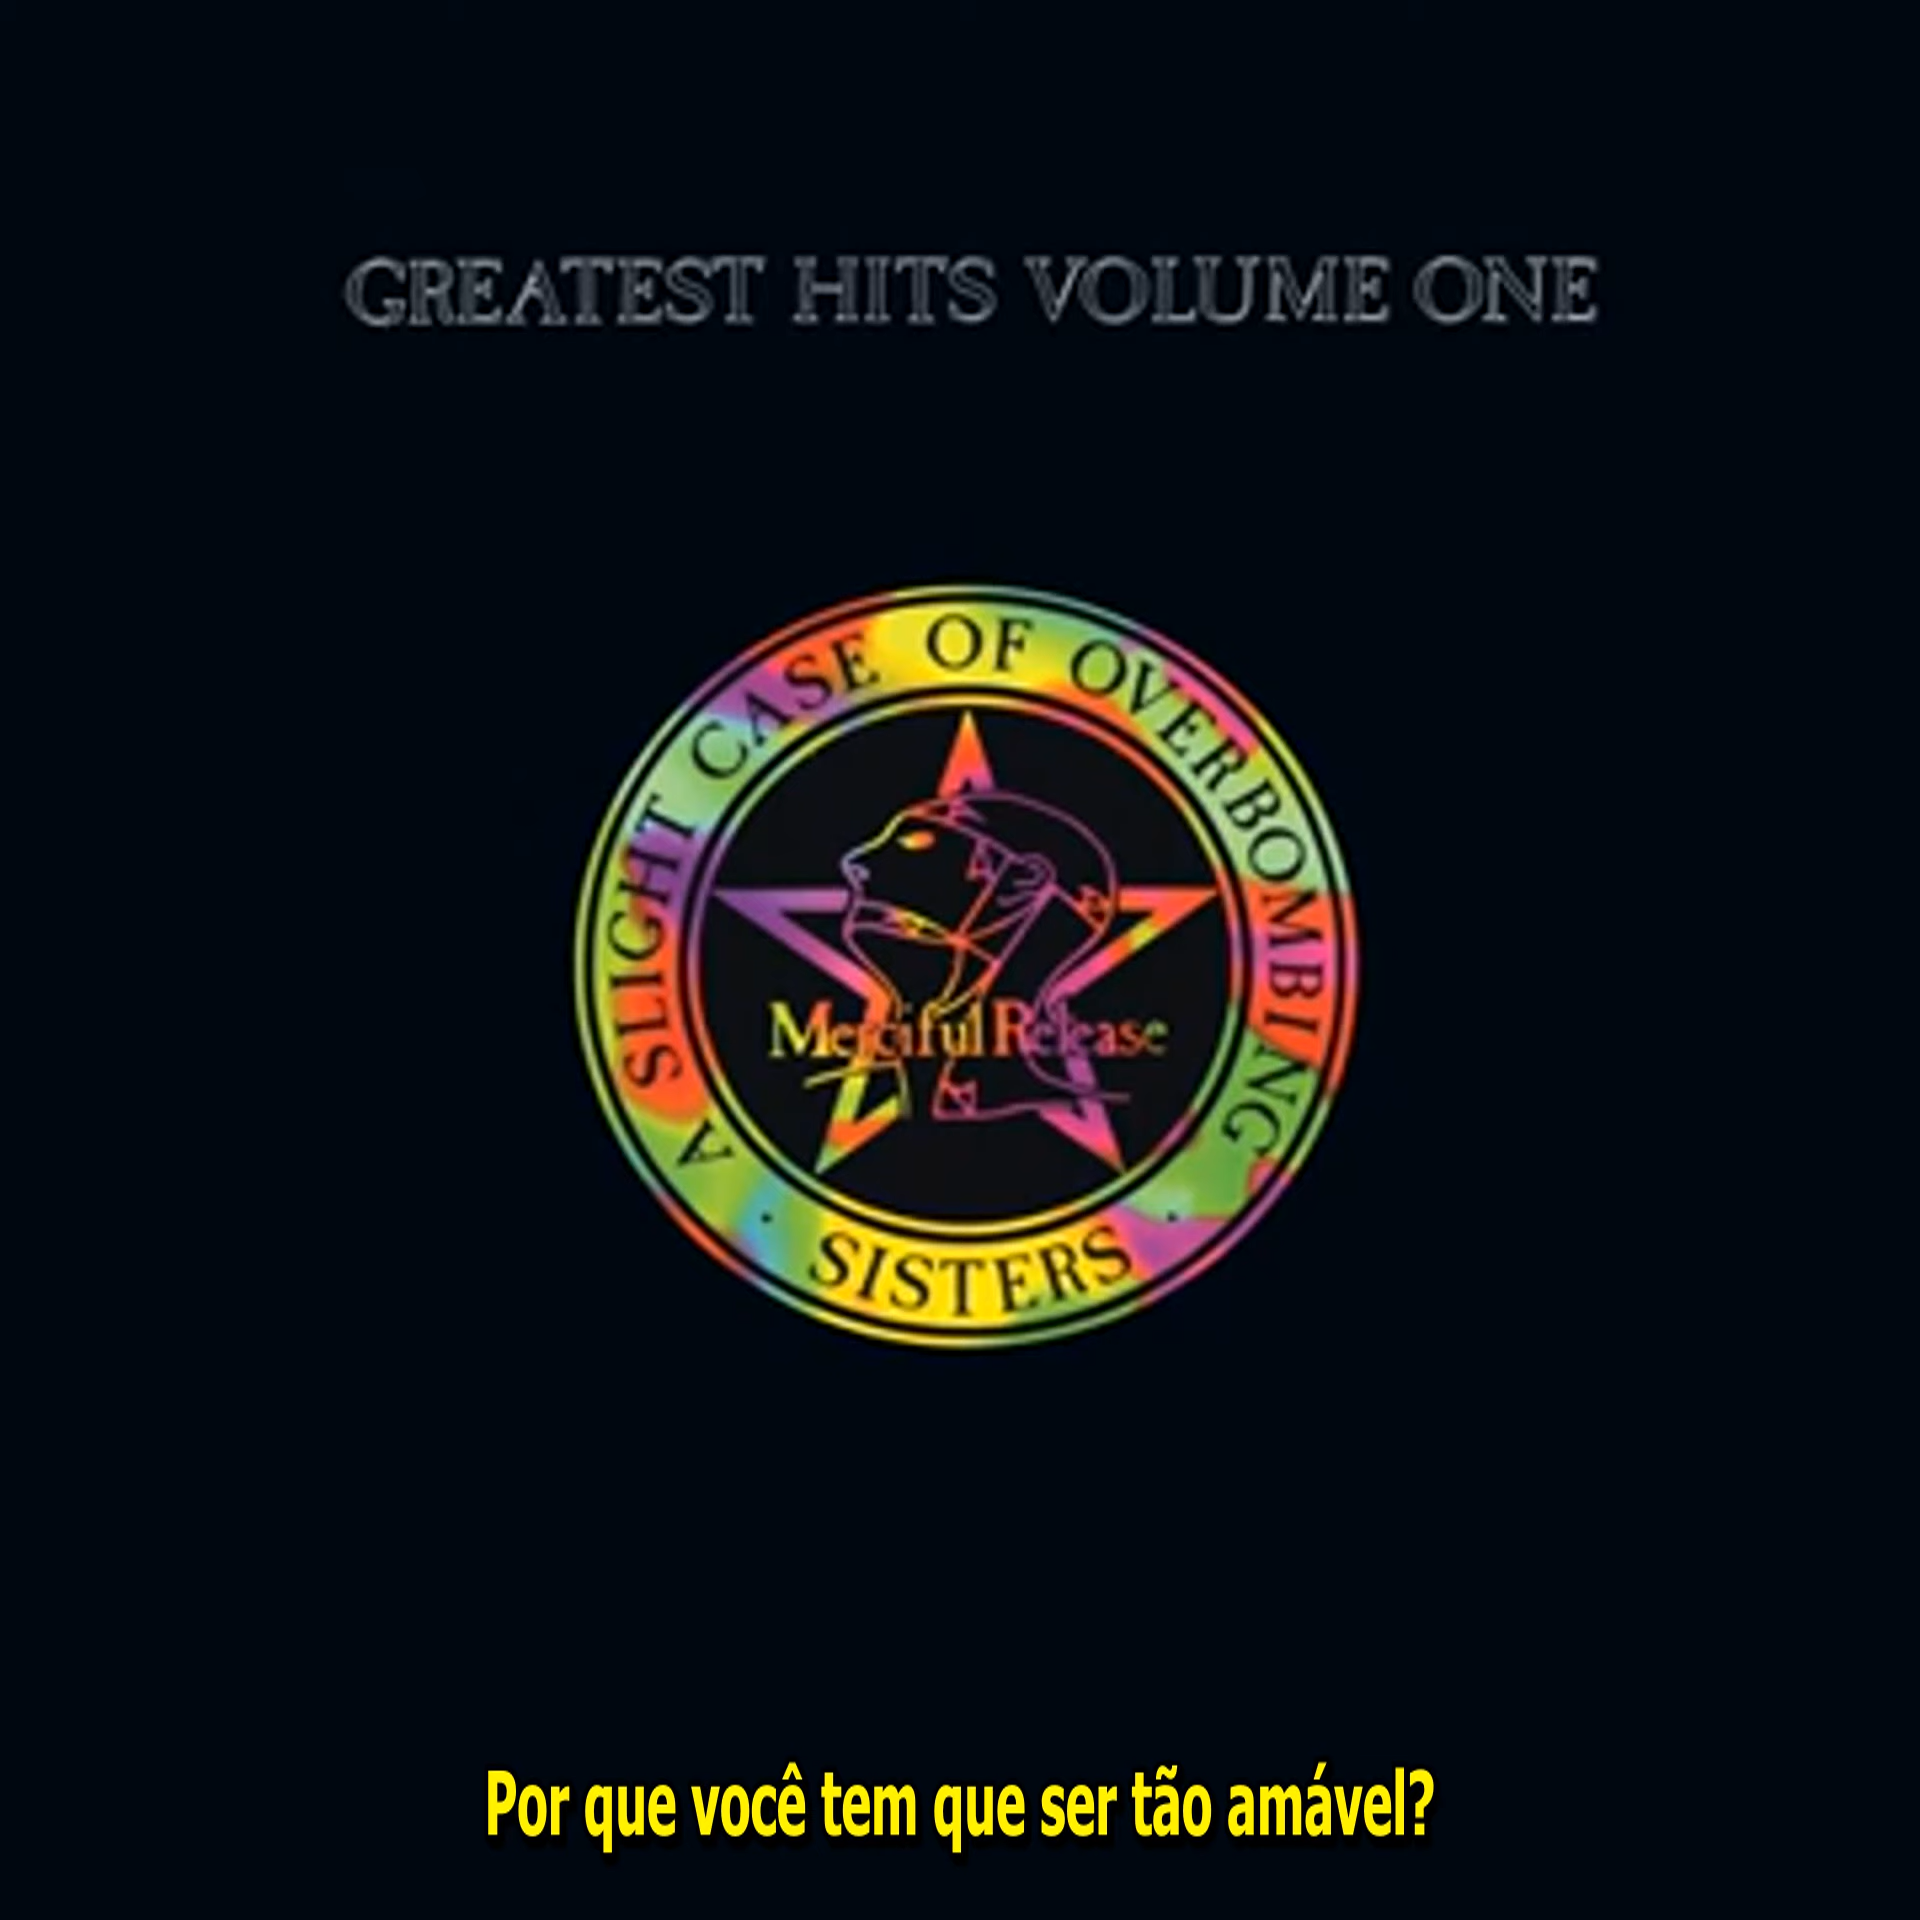 GREATEST HITS VOLUME ONE
A SLIGHT CASE OF OVERBOMBING
Merciful Release
· SISTERS ·
Por que você tem que ser tão amável?